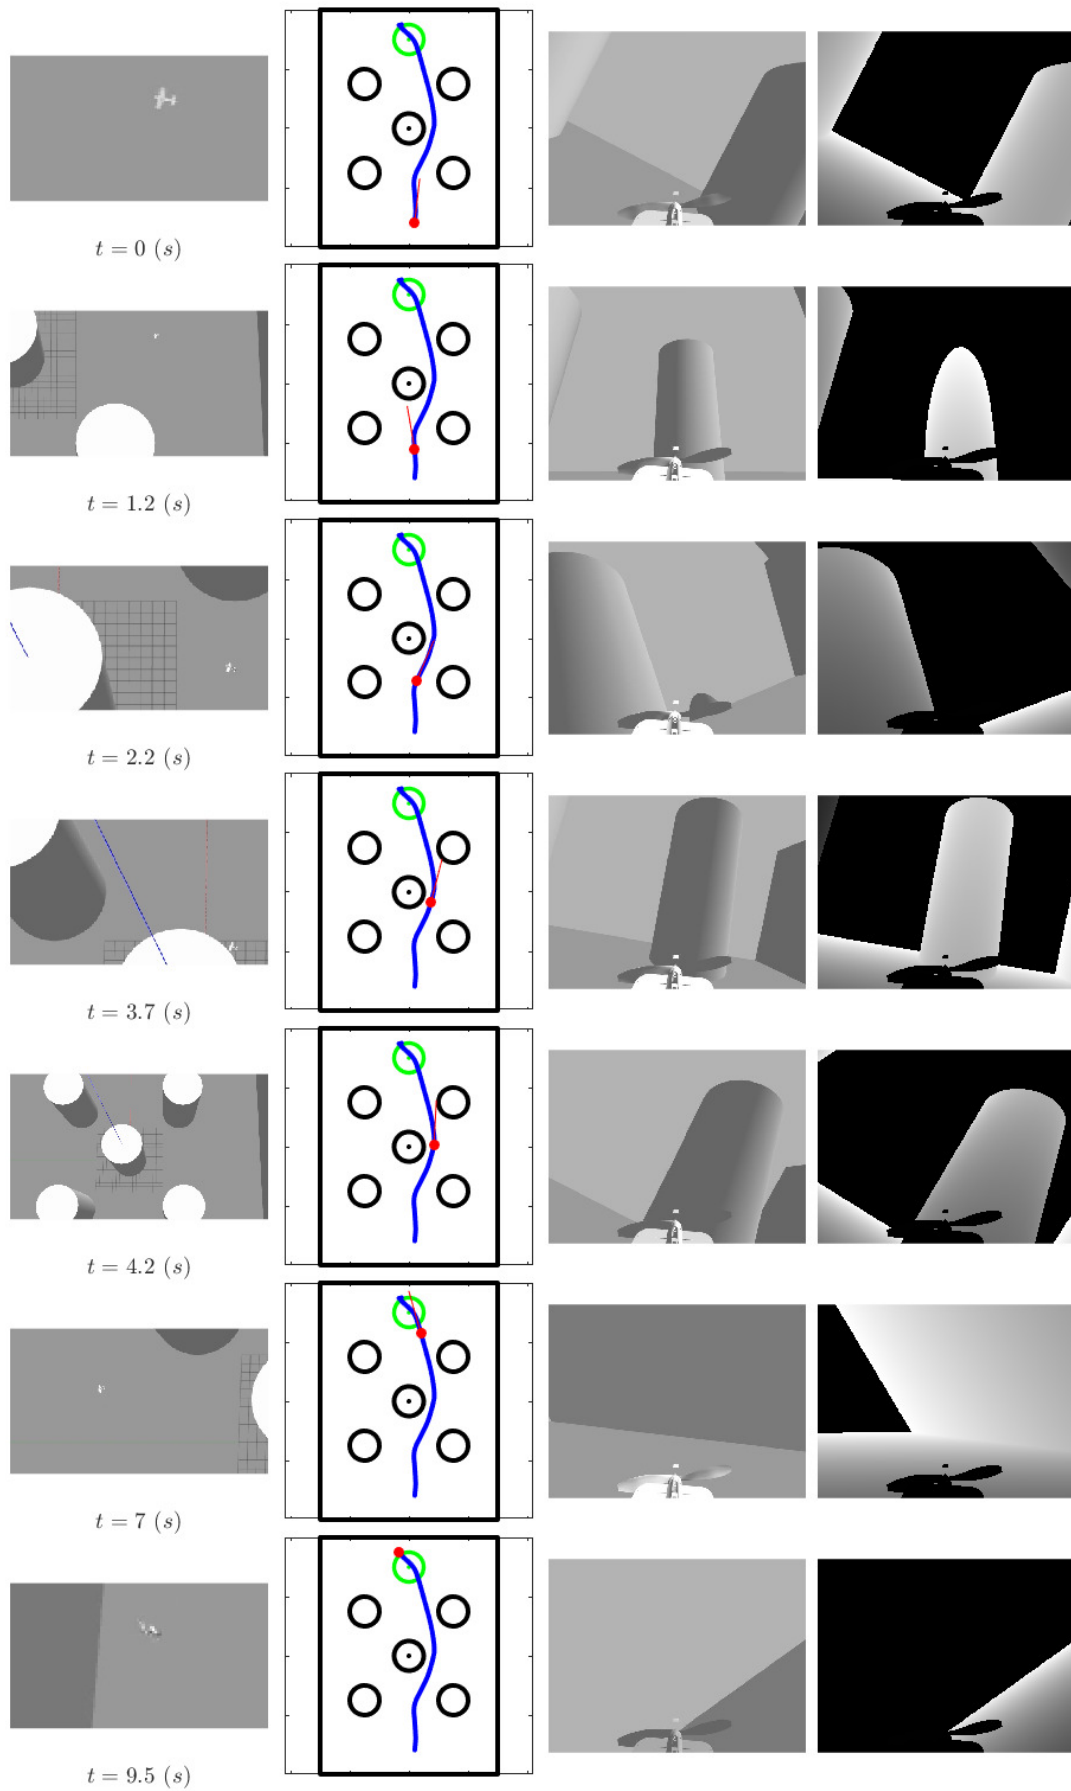 t = 0 (s)
t = 1.2 (s)
t = 2.2 (s)
t = 3.7 (s)
t = 4.2 (s)
t = 7 (s)
t = 9.5 (s)